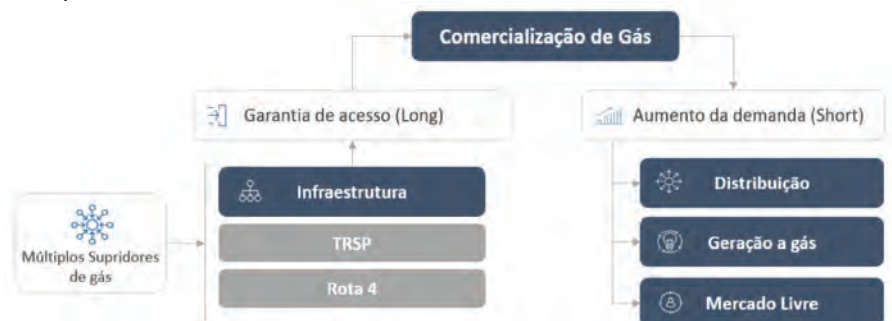 Comercialização de Gás
Garantia de acesso (Long)
Aumento da demanda (Short)
Infraestrutura
Distribuição
Múltiplos Supridores
de gás
TRSP
Geração a gás
Rota 4
Mercado Livre